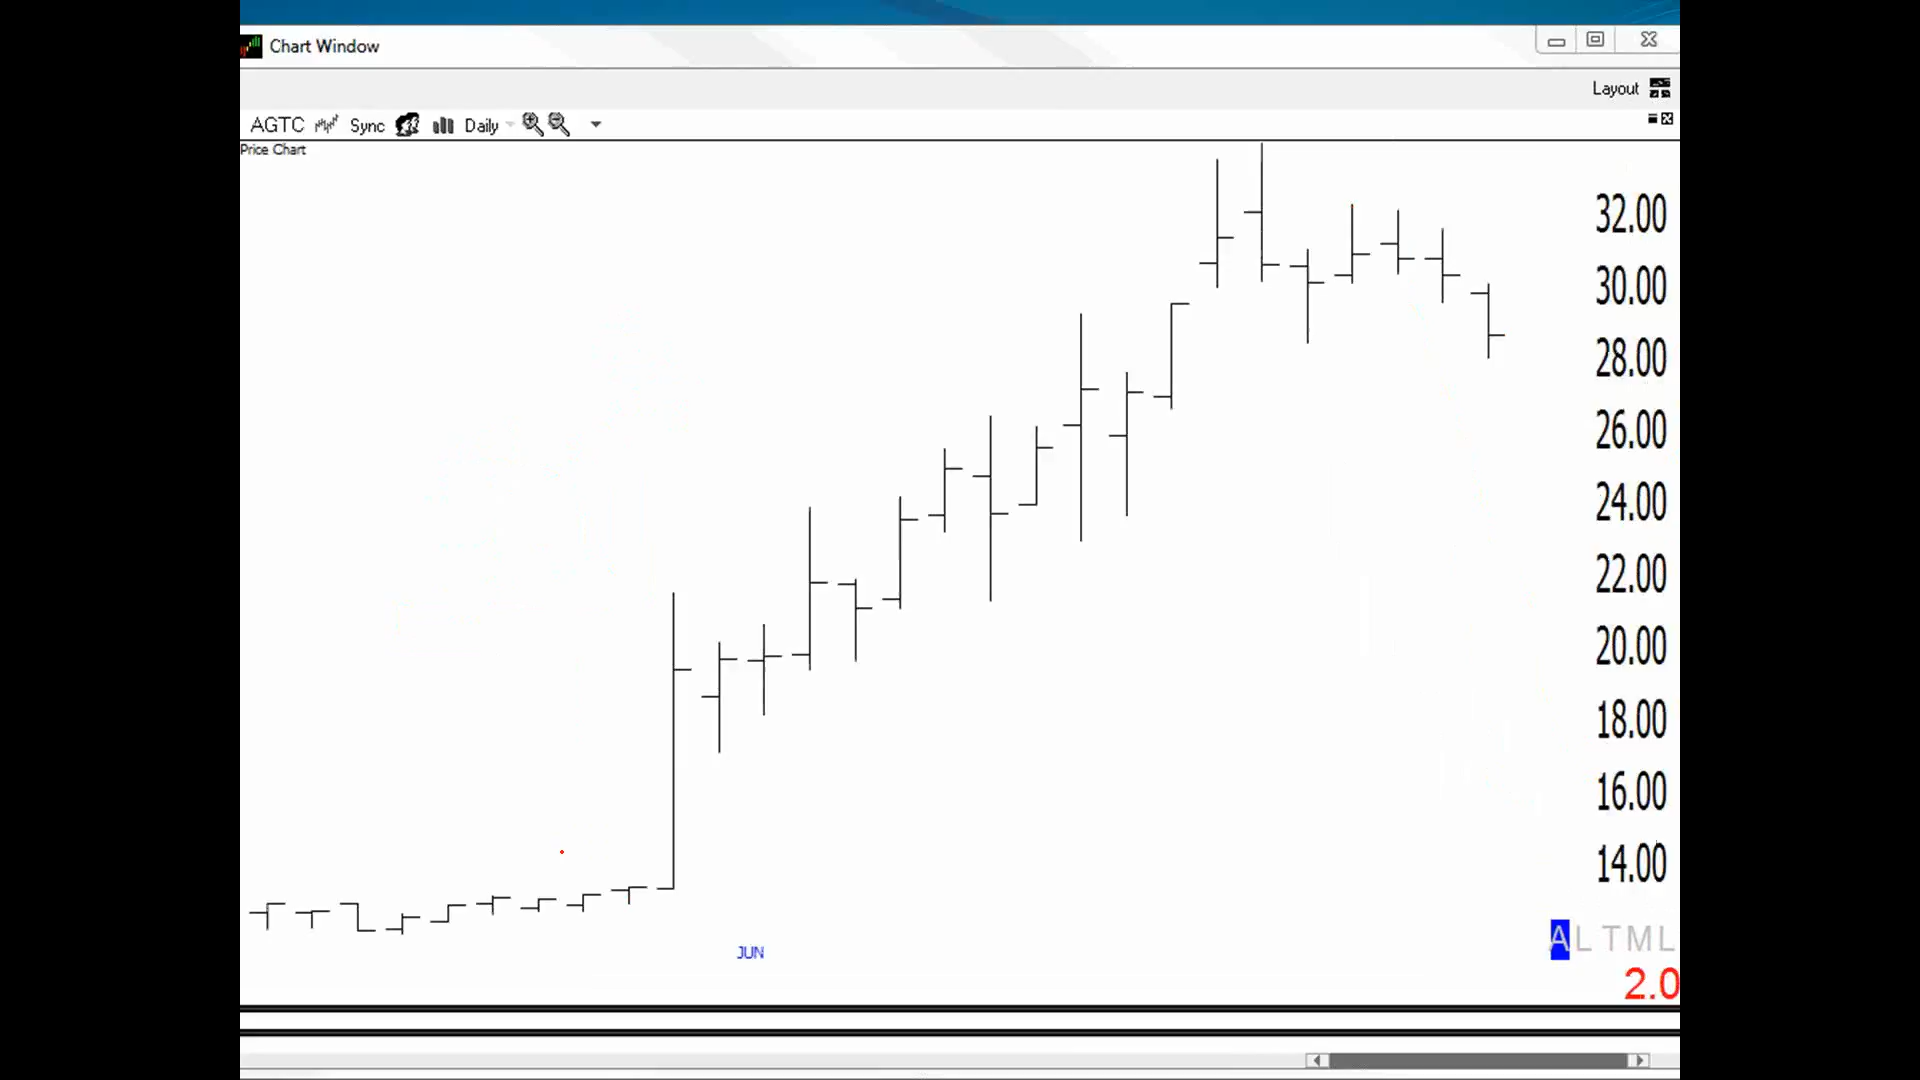 Chart Window
Layout
AGTC Sync Daily
Price Chart
32.00
30.00
28.00
26.00
24.00
22.00
20.00
18.00
16.00
14.00
JUN
A L T M L
2.0